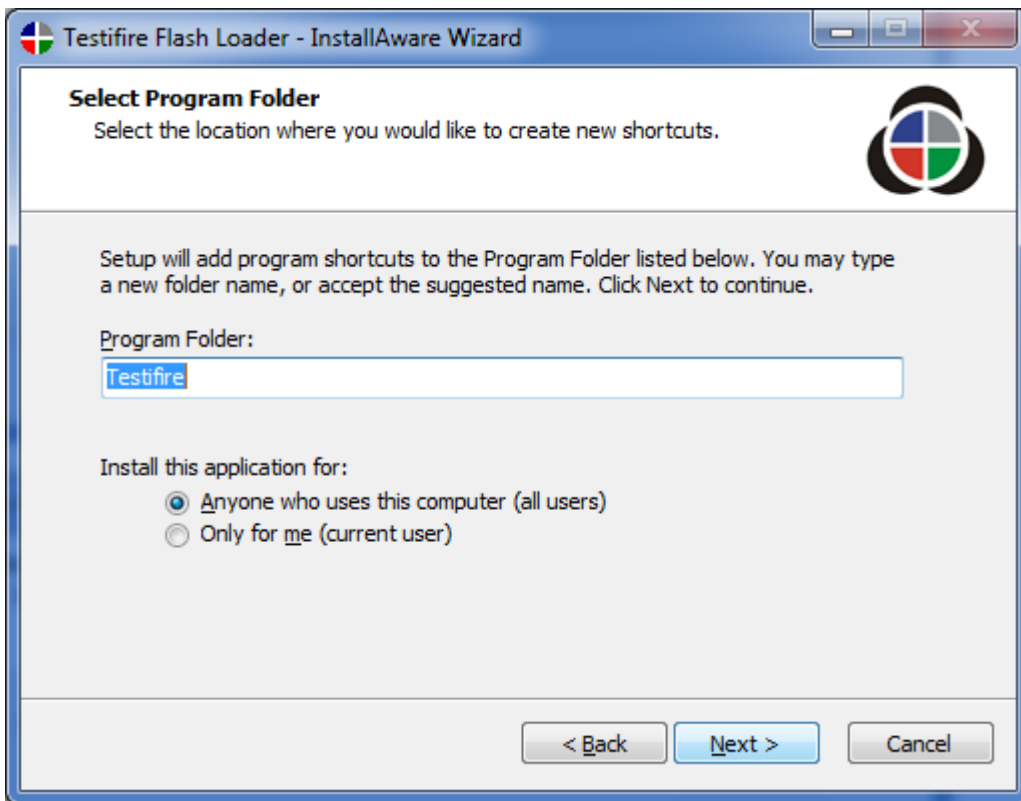 Testifire Flash Loader - InstallAware Wizard
Select Program Folder
Select the location where you would like to create new shortcuts.
Setup will add program shortcuts to the Program Folder listed below. You may type
a new folder name, or accept the suggested name. Click Next to continue.
Program Folder:
Testifire
Install this application for:
Anyone who uses this computer (all users)
Only for me (current user)
< Back Next > Cancel